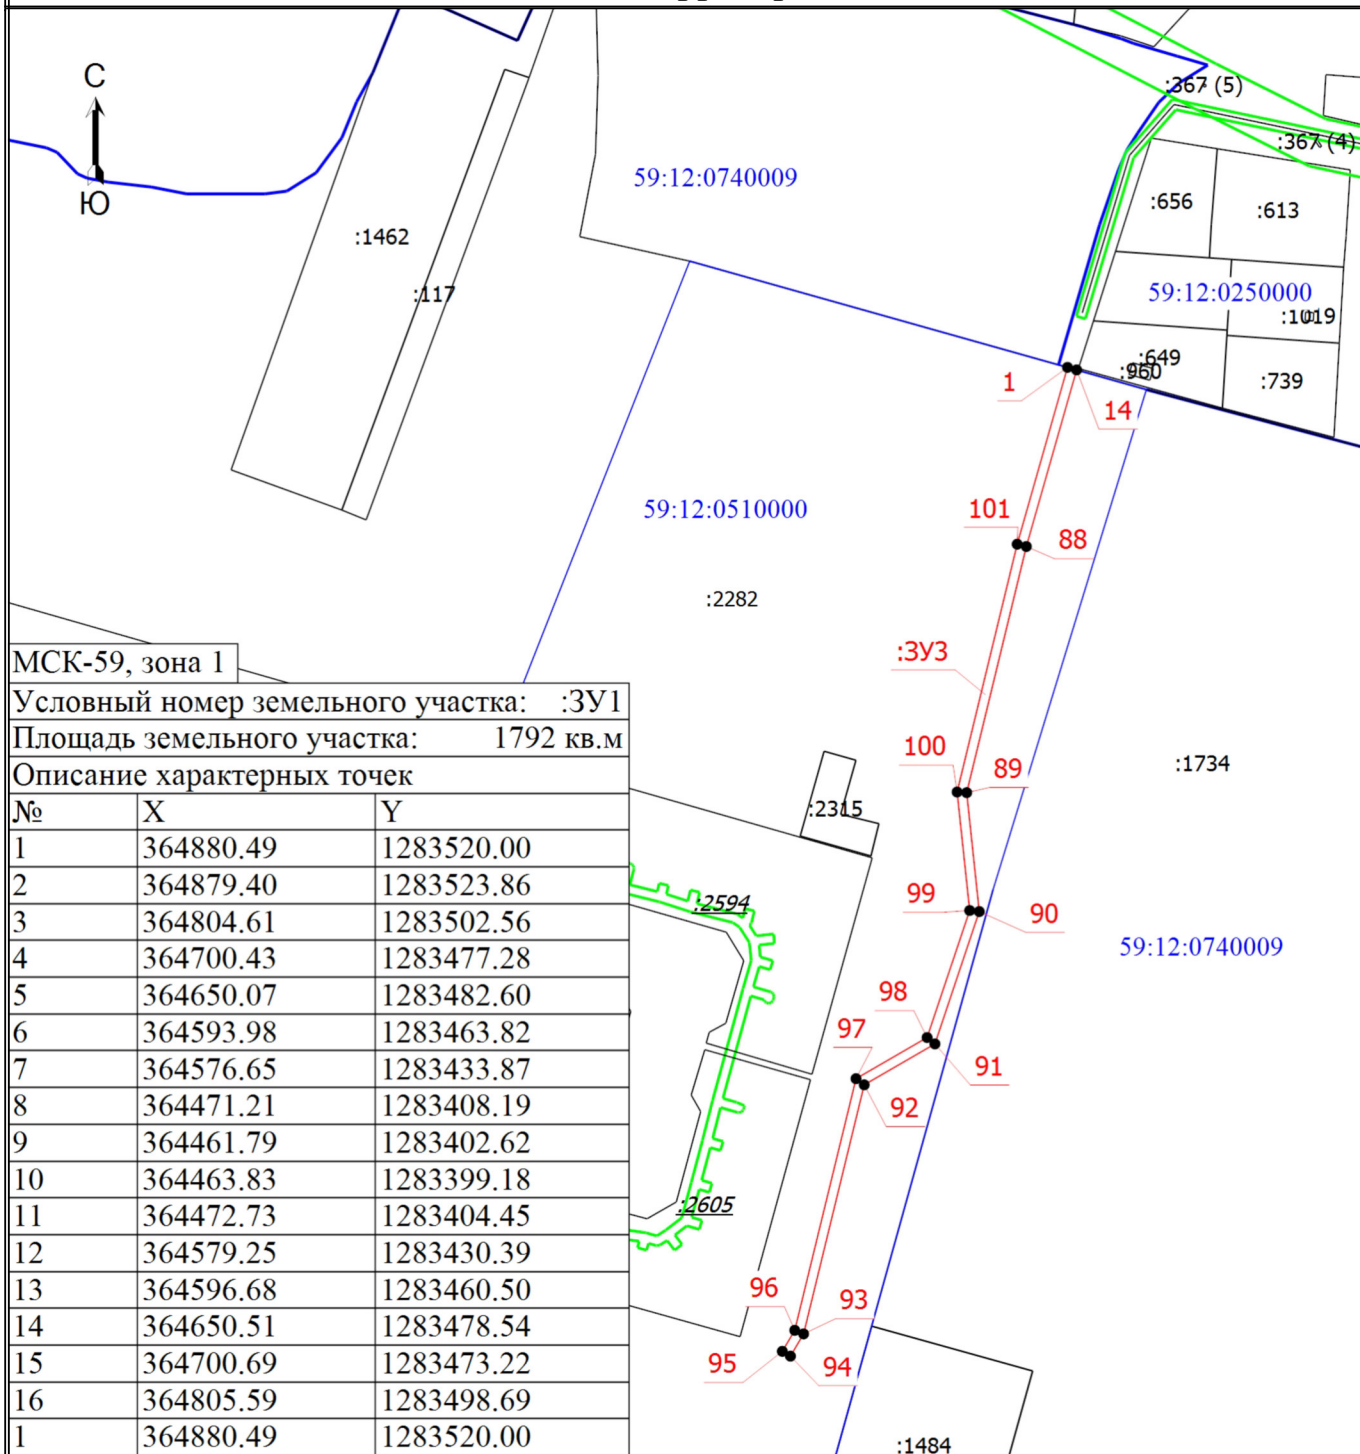 :367 (5)
С
:367 (4)
59:12:0740009
:656
:613
Ю
:1462
:117
59:12:0250000
:1019
:649
:960
:739
1
14
59:12:0510000
101
88
:2282
:ЗУ3
100
89
:1734
:2315
:2594
99
90
59:12:0740009
98
97
91
92
:2605
96
93
95
94
:1484
МСК-59, зона 1
Условный номер земельного участка: :ЗУ1
Площадь земельного участка: 1792 кв.м
Описание характерных точек
№ X Y
1 364880.49 1283520.00
2 364879.40 1283523.86
3 364804.61 1283502.56
4 364700.43 1283477.28
5 364650.07 1283482.60
6 364593.98 1283463.82
7 364576.65 1283433.87
8 364471.21 1283408.19
9 364461.79 1283402.62
10 364463.83 1283399.18
11 364472.73 1283404.45
12 364579.25 1283430.39
13 364596.68 1283460.50
14 364650.51 1283478.54
15 364700.69 1283473.22
16 364805.59 1283498.69
1 364880.49 1283520.00